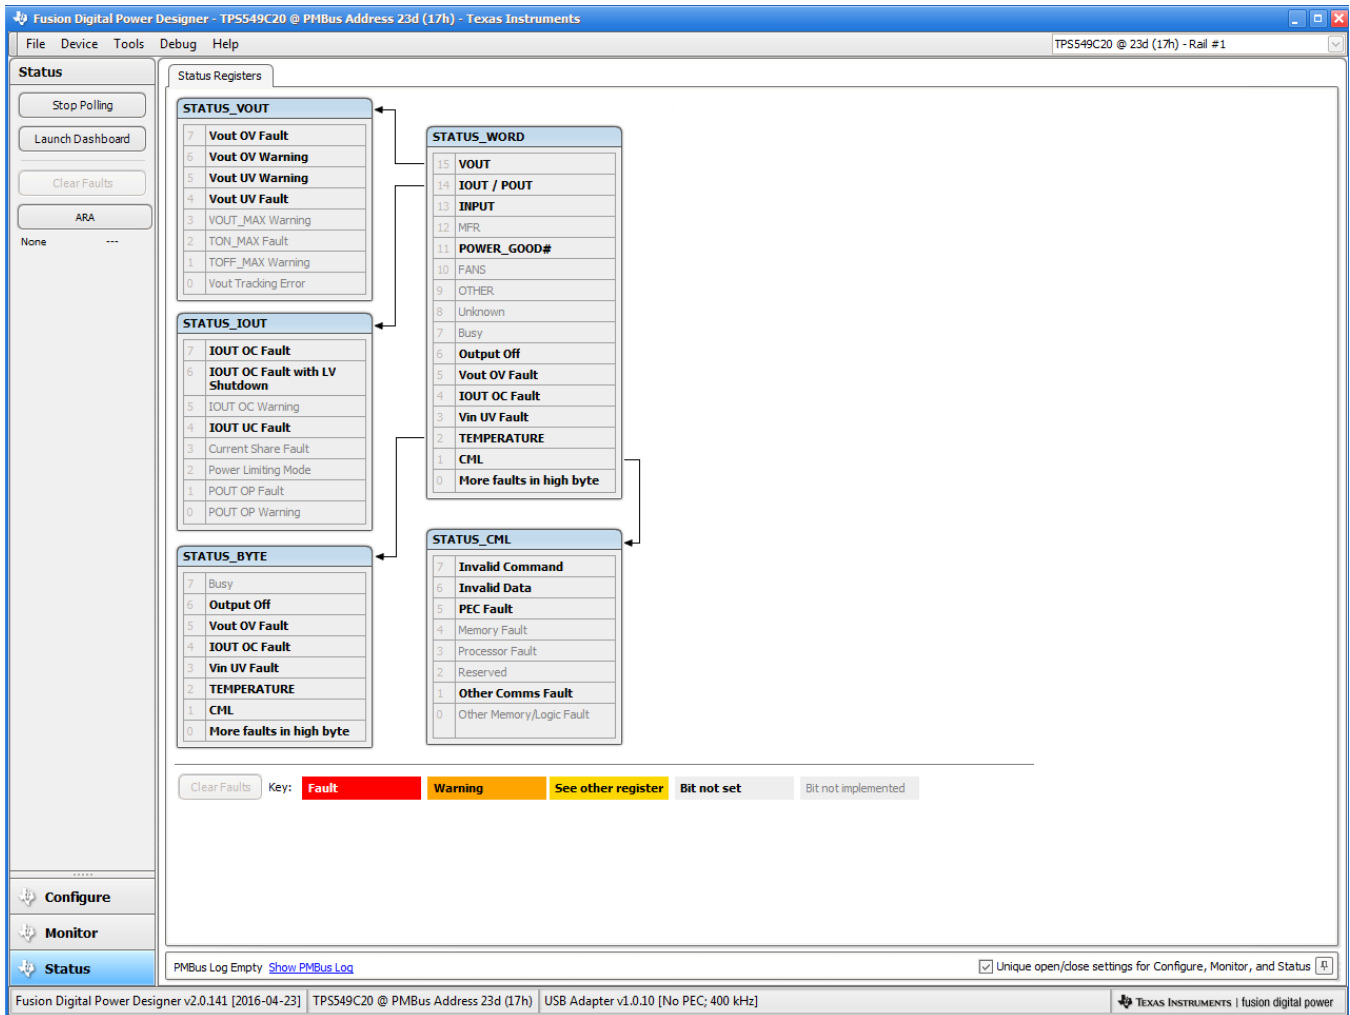 Fusion Digital Power Designer - TPS549C20 @ PMBus Address 23d (17h) - Texas Instruments
File Device Tools Debug Help
TPS549C20 @ 23d (17h) - Rail #1
Status
Stop Polling
Launch Dashboard
Clear Faults
ARA
None ---
Status Registers
STATUS_VOUT
7 Vout OV Fault
6 Vout OV Warning
5 Vout UV Warning
4 Vout UV Fault
3 VOUT_MAX Warning
2 TON_MAX Fault
1 TOFF_MAX Warning
0 Vout Tracking Error
STATUS_IOUT
7 IOUT OC Fault
6 IOUT OC Fault with LV
Shutdown
5 IOUT OC Warning
4 IOUT UC Fault
3 Current Share Fault
2 Power Limiting Mode
1 POUT OP Fault
0 POUT OP Warning
STATUS_BYTE
7 Busy
6 Output Off
5 Vout OV Fault
4 IOUT OC Fault
3 Vin UV Fault
2 TEMPERATURE
1 CML
0 More faults in high byte
STATUS_WORD
15 VOUT
14 IOUT / POUT
13 INPUT
12 MFR
11 POWER_GOOD#
10 FANS
9 OTHER
8 Unknown
7 Busy
6 Output Off
5 Vout OV Fault
4 IOUT OC Fault
3 Vin UV Fault
2 TEMPERATURE
1 CML
0 More faults in high byte
STATUS_CML
7 Invalid Command
6 Invalid Data
5 PEC Fault
4 Memory Fault
3 Processor Fault
2 Reserved
1 Other Comms Fault
0 Other Memory/Logic Fault
Clear Faults Key: Fault Warning See other register Bit not set Bit not implemented
Configure
Monitor
Status
PMBus Log Empty Show PMBus Log
Unique open/close settings for Configure, Monitor, and Status
Fusion Digital Power Designer v2.0.141 [2016-04-23] TPS549C20 @ PMBus Address 23d (17h) USB Adapter v1.0.10 [No PEC; 400 kHz]
TEXAS INSTRUMENTS | fusion digital power